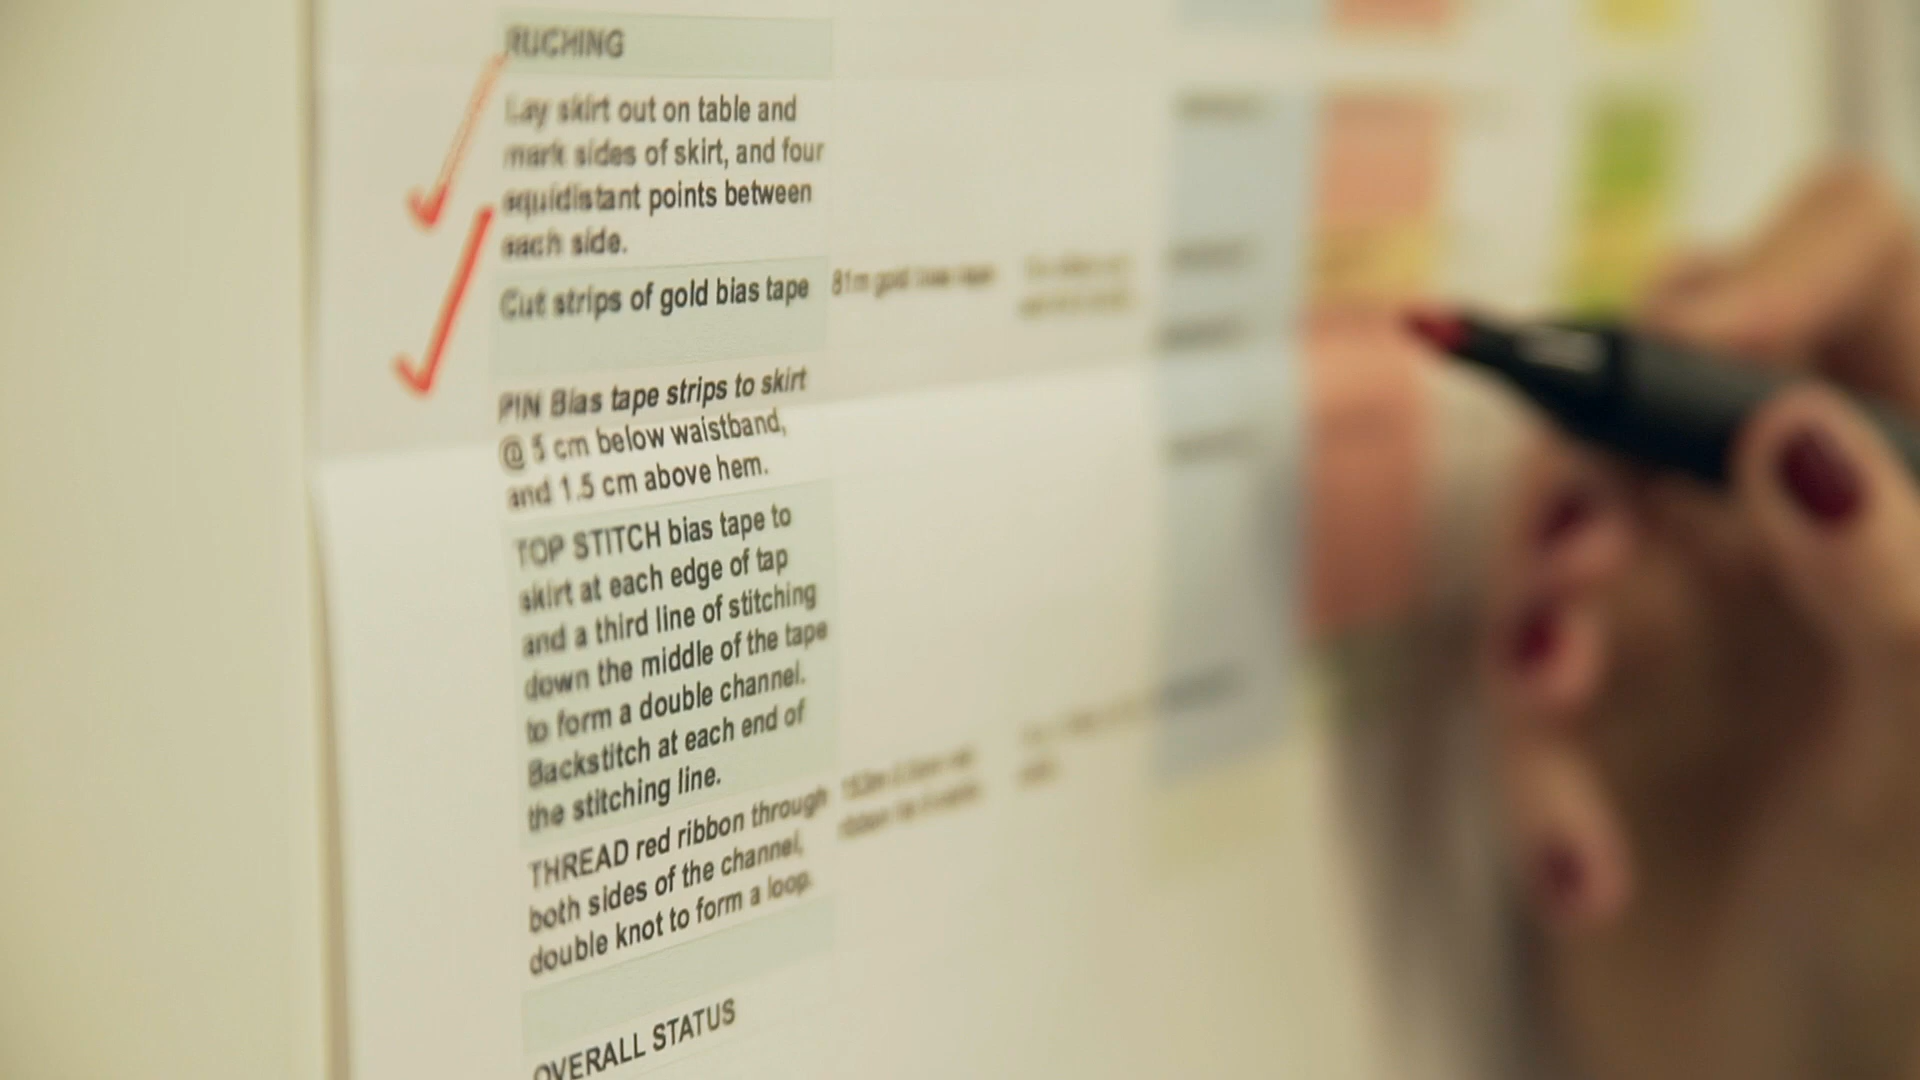 RUCHING
Lay skirt out on table and
mark sides of skirt, and four
equidistant points between
each side.
Cut strips of gold bias tape
81m gold
PIN Bias tape strips to skirt
@ 5 cm below waistband,
and 1.5 cm above hem.
TOP STITCH bias tape to
skirt at each edge of tap
and a third line of stitching
down the middle of the tape
to form a double channel.
Backstitch at each end of
the stitching line.
THREAD red ribbon through
both sides of the channel,
double knot to form a loop.
OVERALL STATUS